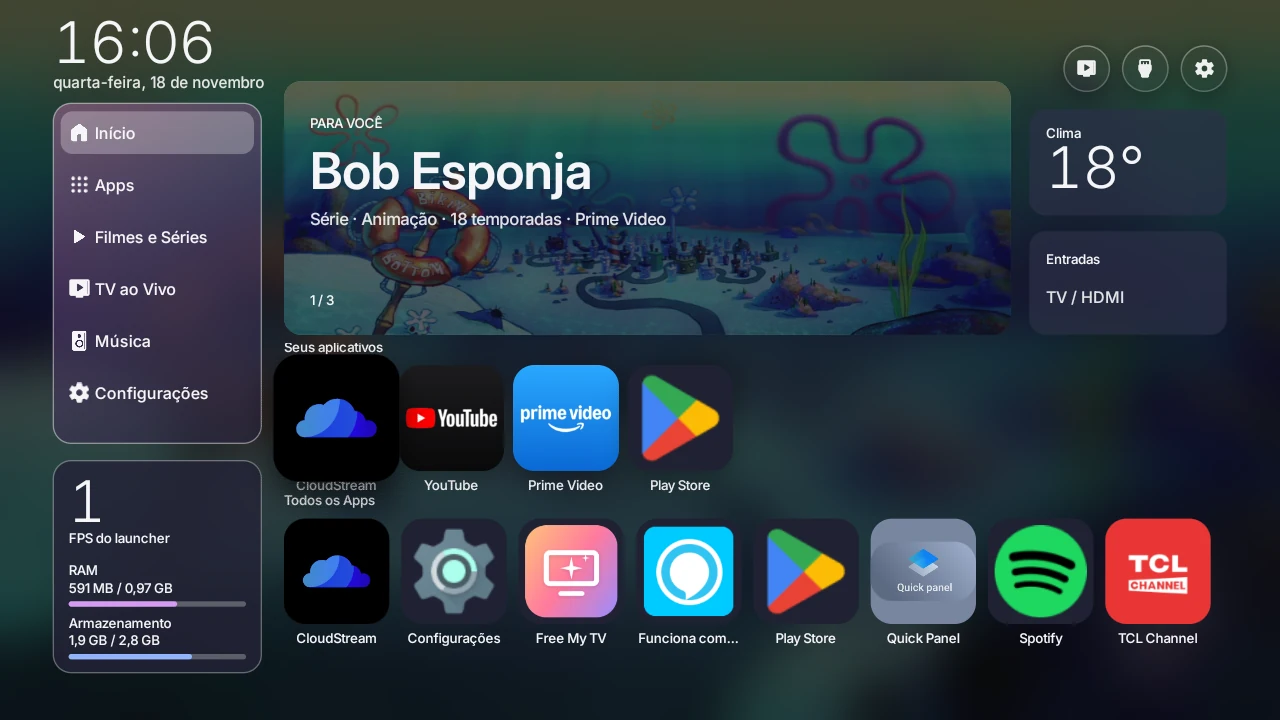 16:06
quarta-feira, 18 de novembro
Início
Apps
Filmes e Séries
TV ao Vivo
Música
Configurações
1
FPS do launcher
RAM
591 MB / 0,97 GB
Armazenamento
1,9 GB / 2,8 GB
PARA VOCÊ
Bob Esponja
Série · Animação · 18 temporadas · Prime Video
BIKINI
BOTTOM
1 / 3
Clima
18°
Entradas
TV / HDMI
Seus aplicativos
YouTube
prime video
CloudStream
YouTube
Prime Video
Play Store
Todos os Apps
Quick panel
TCL
CHANNEL
CloudStream
Configurações
Free My TV
Funciona com...
Play Store
Quick Panel
Spotify
TCL Channel